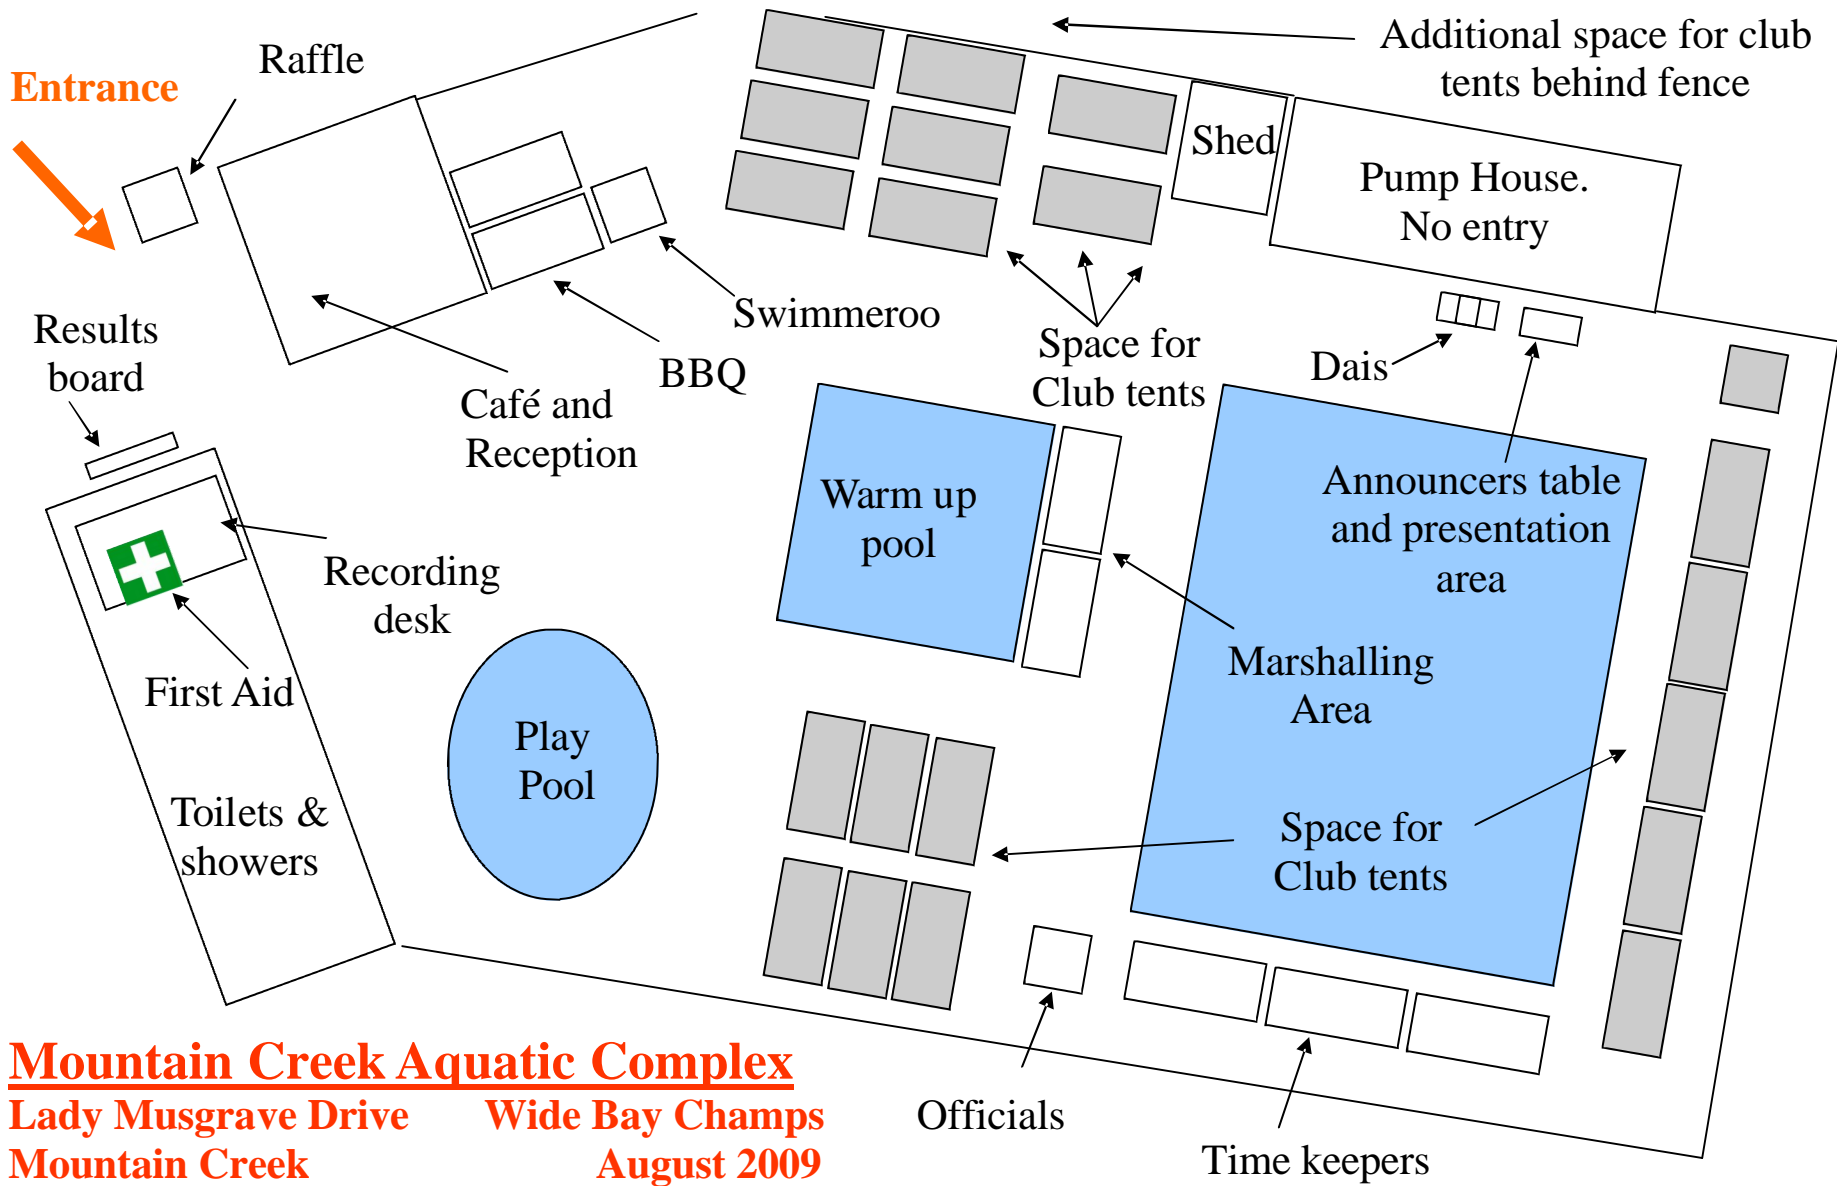 Additional space for club
tents behind fence
Raffle
Entrance
Shed
Pump House.
No entry
Swimmeroo
Results
board
Space for
Club tents
BBQ
Dais
Café and
Reception
Warm up
pool
Announcers table
and presentation
area
Recording
desk
First Aid
Marshalling
Area
Play
Pool
Toilets &
showers
Space for
Club tents
Officials
Time keepers
Mountain Creek Aquatic Complex
Lady Musgrave Drive Wide Bay Champs
Mountain Creek August 2009